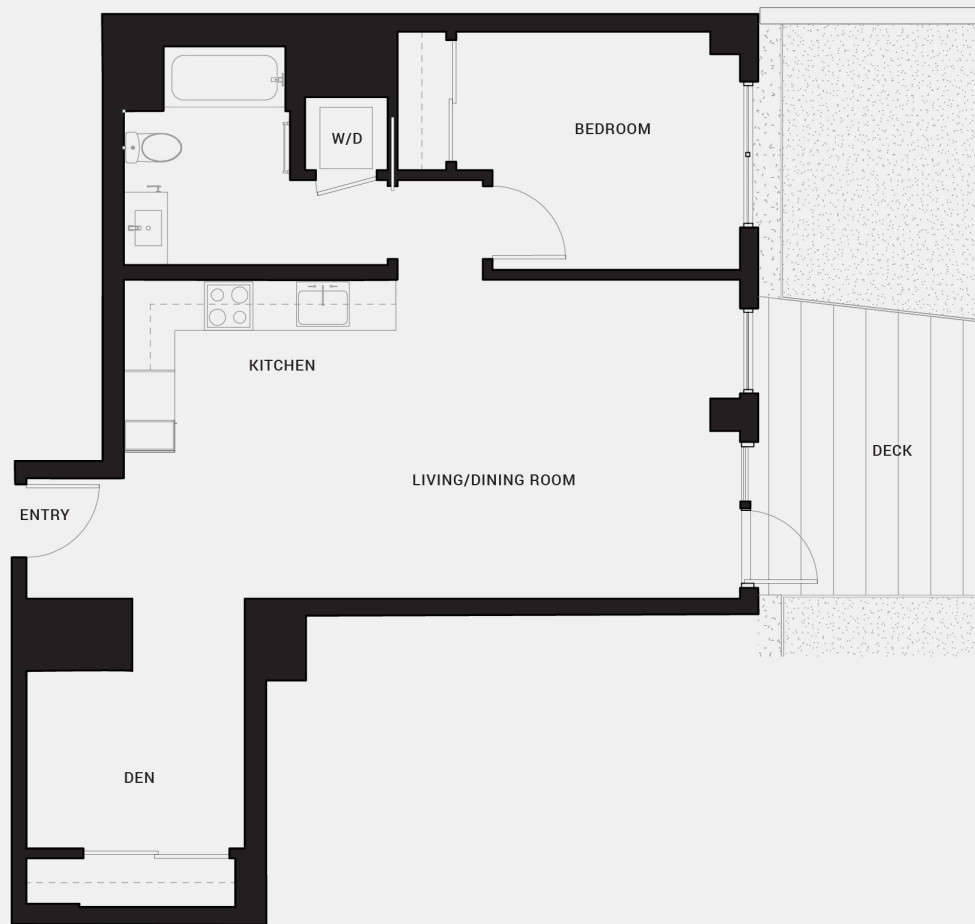 W/D
BEDROOM
KITCHEN
DECK
LIVING/DINING ROOM
ENTRY
DEN